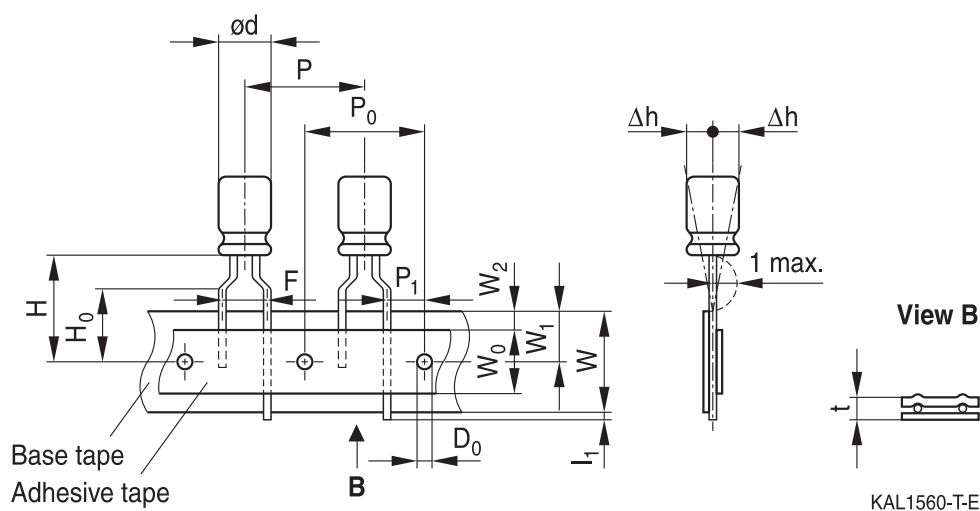 ød
P
P0
Δh
Δh
F
P1
W2
1 max.
H
H0
W0
W1
W
View B
t
l1
D0
Base tape
Adhesive tape
B
KAL1560-T-E